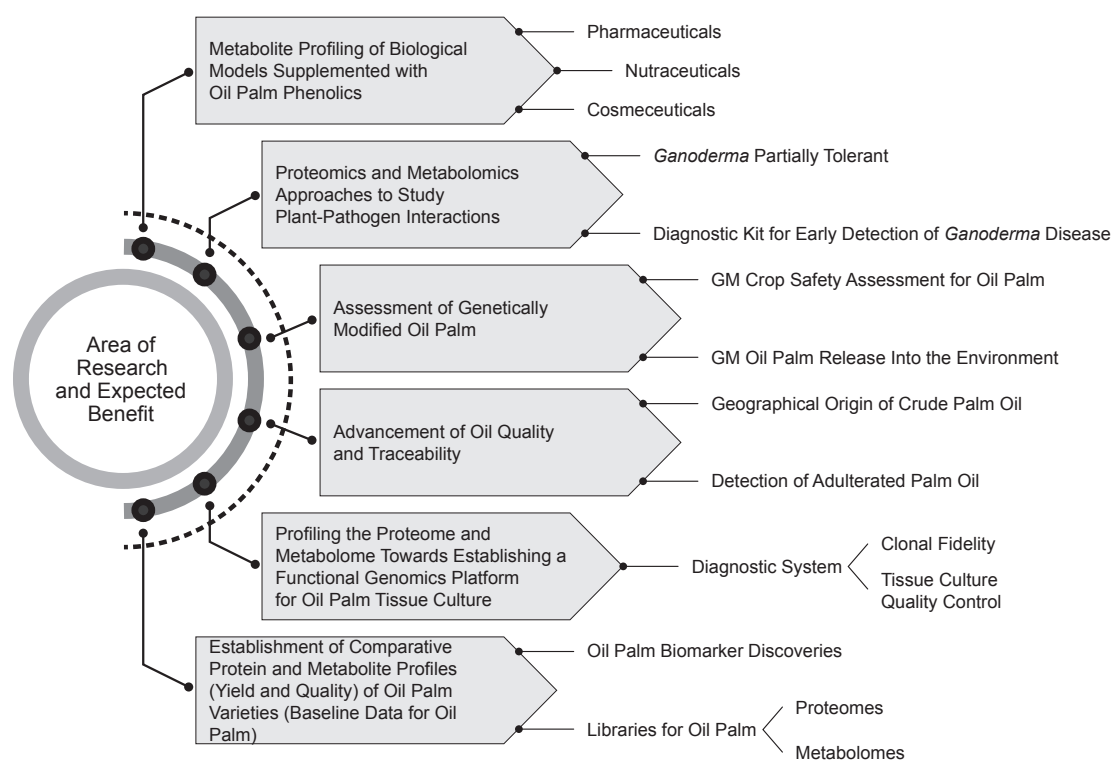 Area of
Research
and Expected
Benefit
Metabolite Profiling of Biological
Models Supplemented with
Oil Palm Phenolics
Pharmaceuticals
Nutraceuticals
Cosmeceuticals
Proteomics and Metabolomics
Approaches to Study
Plant-Pathogen Interactions
Ganoderma Partially Tolerant
Diagnostic Kit for Early Detection of Ganoderma Disease
Assessment of Genetically
Modified Oil Palm
GM Crop Safety Assessment for Oil Palm
GM Oil Palm Release Into the Environment
Advancement of Oil Quality
and Traceability
Geographical Origin of Crude Palm Oil
Detection of Adulterated Palm Oil
Profiling the Proteome and
Metabolome Towards Establishing a
Functional Genomics Platform
for Oil Palm Tissue Culture
Diagnostic System
Clonal Fidelity
Tissue Culture
Quality Control
Establishment of Comparative
Protein and Metabolite Profiles
(Yield and Quality) of Oil Palm
Varieties (Baseline Data for Oil
Palm)
Oil Palm Biomarker Discoveries
Libraries for Oil Palm
Proteomes
Metabolomes